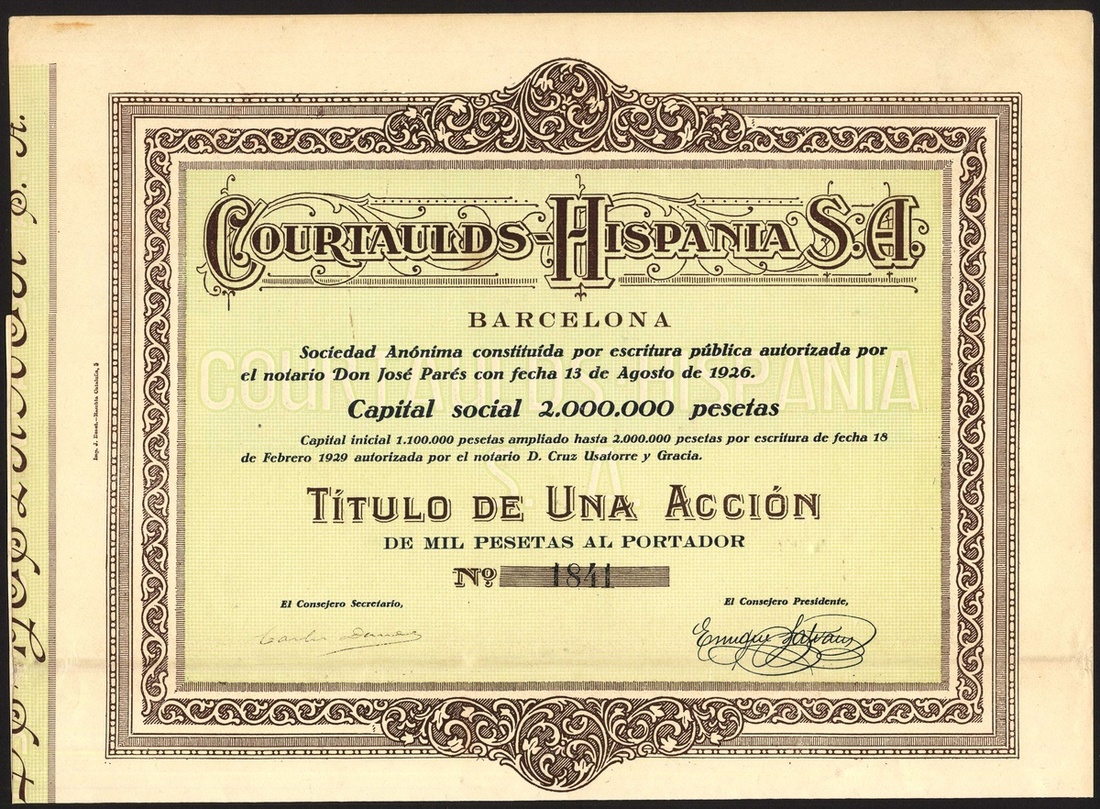 COURTAULDS-HISPANIA S.A.
BARCELONA
Sociedad Anónima constituída por escritura pública autorizada por
el notario Don José Parés con fecha 13 de Agosto de 1926.
COURTAULDS HISPANIA
Capital social 2.000.000 pesetas
Capital inicial 1.100.000 pesetas ampliado hasta 2.000.000 pesetas por escritura de fecha 18
de Febrero 1929 autorizada por el notario D. Cruz Usatorre y Gracia.
S A
TÍTULO DE UNA ACCIÓN
DE MIL PESETAS AL PORTADOR
Nº 1841
El Consejero Secretario,
El Consejero Presidente,
Enrique
S. A.